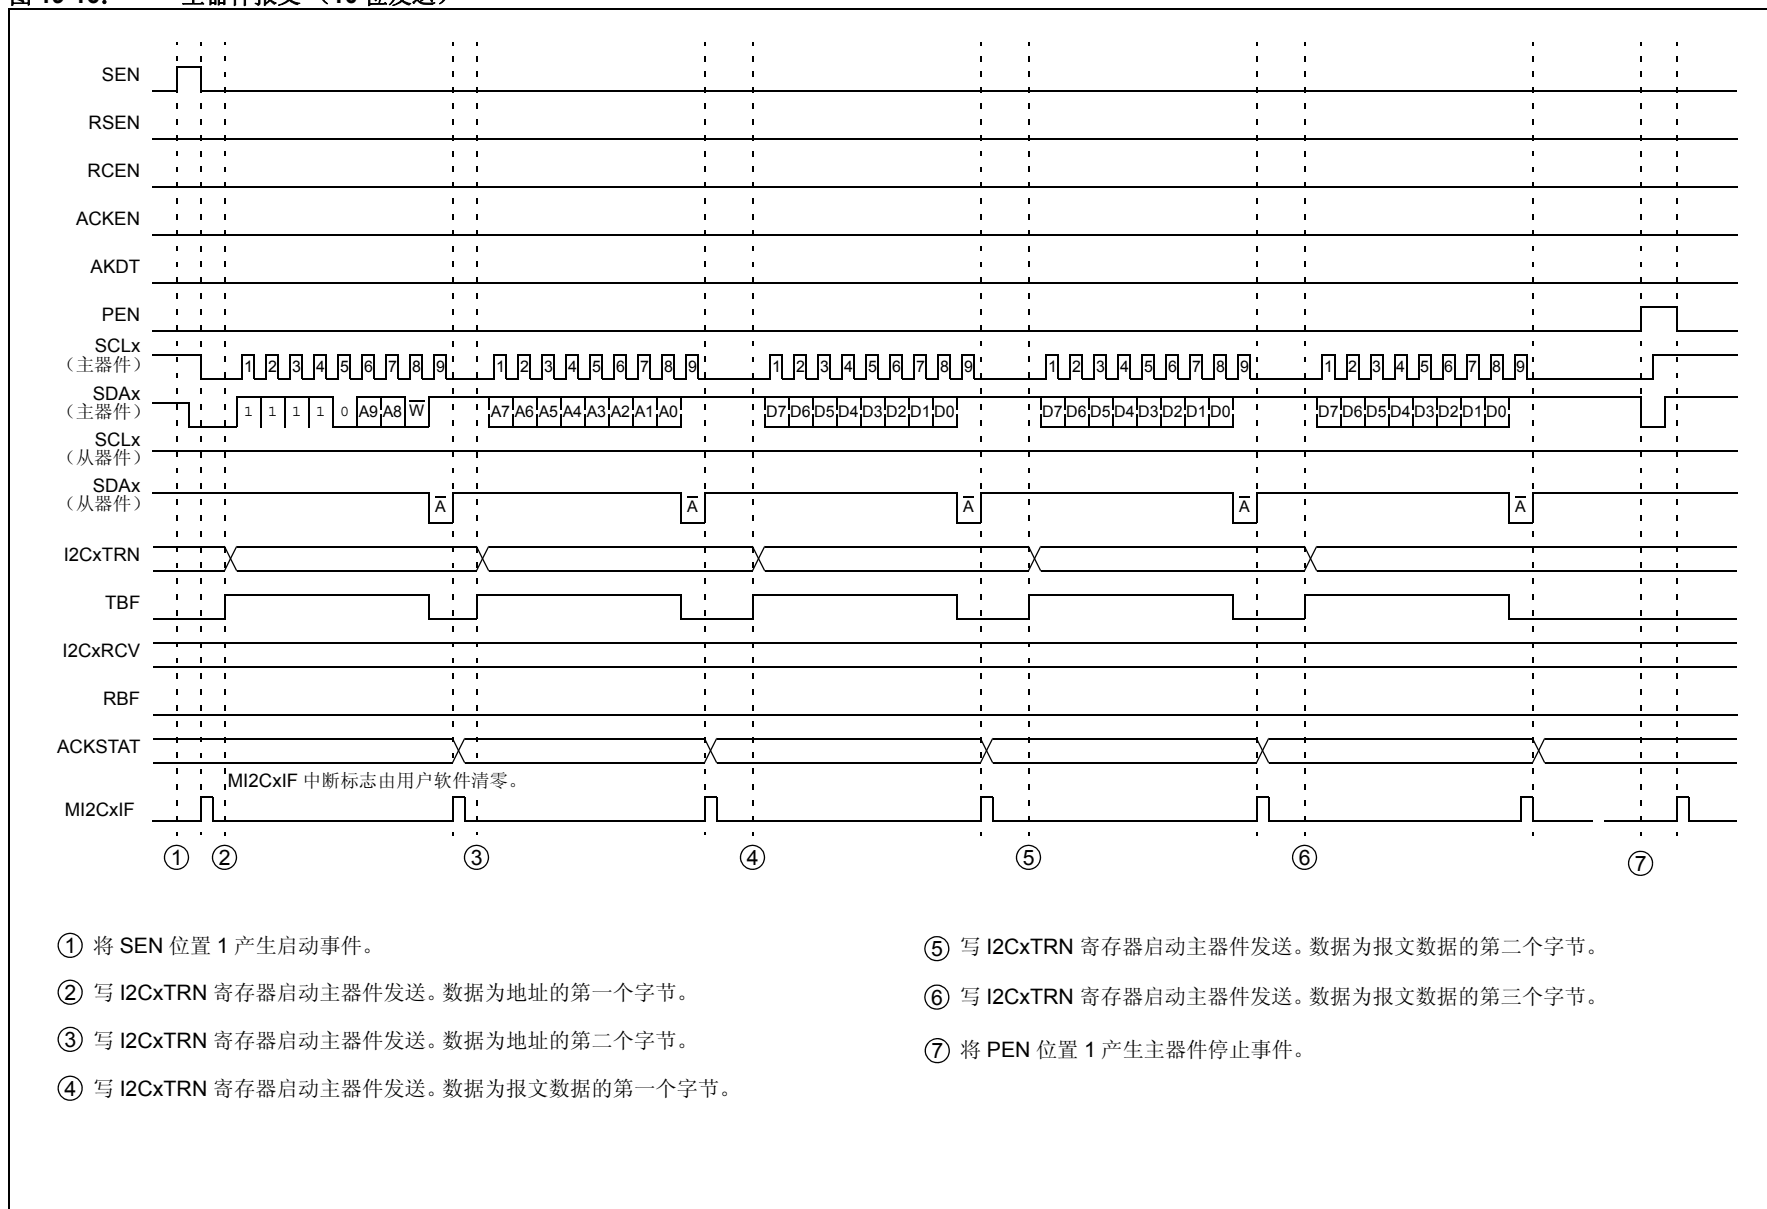 SEN
RSEN
RCEN
ACKEN
AKDT
PEN
SCLx
（主器件）
1 2 3 4 5 6 7 8 9 1 2 3 4 5 6 7 8 9 1 2 3 4 5 6 7 8 9 1 2 3 4 5 6 7 8 9 1 2 3 4 5 6 7 8 9
SDAx
（主器件）
1 1 1 1 0 A9 A8 W̅ A7 A6 A5 A4 A3 A2 A1 A0 D7 D6 D5 D4 D3 D2 D1 D0 D7 D6 D5 D4 D3 D2 D1 D0 D7 D6 D5 D4 D3 D2 D1 D0
SCLx
（从器件）
SDAx
（从器件）
A̅ A̅ A̅ A̅ A̅
I2CxTRN
TBF
I2CxRCV
RBF
ACKSTAT
MI2CxIF 中断标志由用户软件清零。
MI2CxIF
① ② ③ ④ ⑤ ⑥ ⑦
① 将 SEN 位置 1 产生启动事件。
② 写 I2CxTRN 寄存器启动主器件发送。数据为地址的第一个字节。
③ 写 I2CxTRN 寄存器启动主器件发送。数据为地址的第二个字节。
④ 写 I2CxTRN 寄存器启动主器件发送。数据为报文数据的第一个字节。
⑤ 写 I2CxTRN 寄存器启动主器件发送。数据为报文数据的第二个字节。
⑥ 写 I2CxTRN 寄存器启动主器件发送。数据为报文数据的第三个字节。
⑦ 将 PEN 位置 1 产生主器件停止事件。